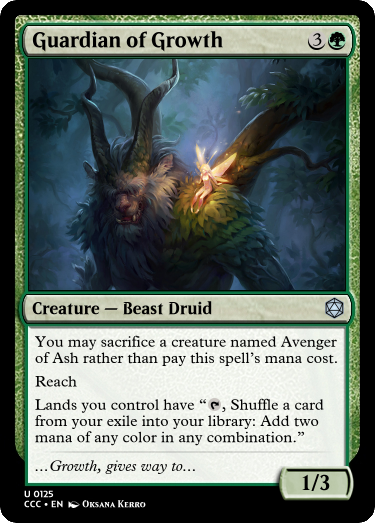 Guardian of Growth 3
Creature — Beast Druid
You may sacrifice a creature named Avenger
of Ash rather than pay this spell's mana cost.
Reach
Lands you control have “, Shuffle a card
from your exile into your library: Add two
mana of any color in any combination.”
…Growth, gives way to…
1/3
U 0125
CCC • EN Oksana Kerro